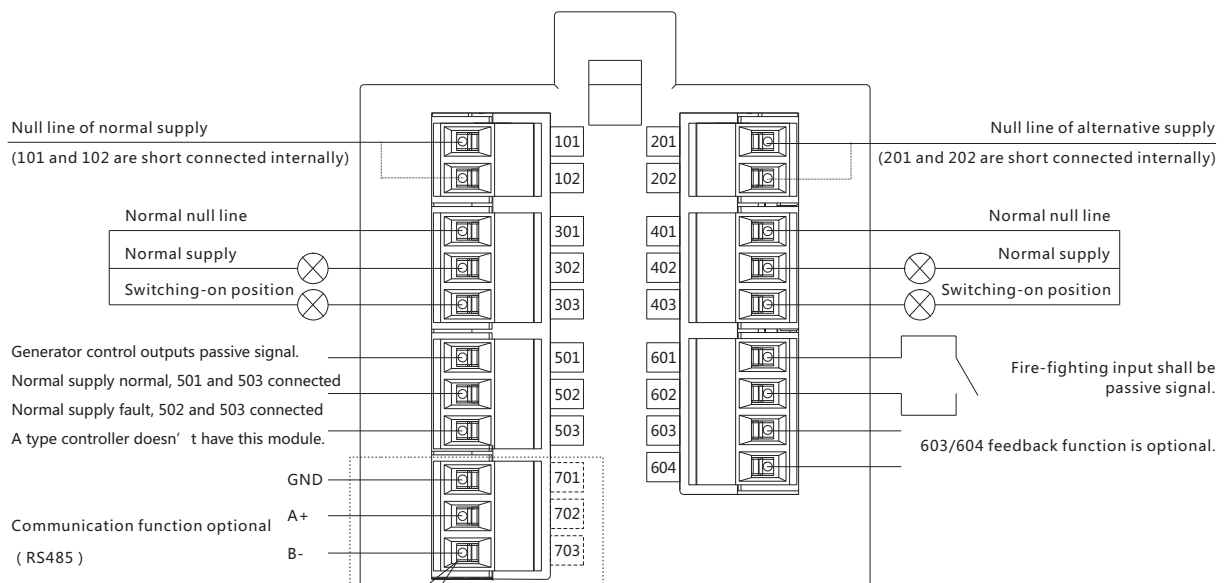 Null line of normal supply
(101 and 102 are short connected internally)
101
102
201
202
Null line of alternative supply
(201 and 202 are short connected internally)
Normal null line
Normal supply
Switching-on position
301
302
303
401
402
403
Normal null line
Normal supply
Switching-on position
Generator control outputs passive signal.
Normal supply normal, 501 and 503 connected
Normal supply fault, 502 and 503 connected
A type controller doesn’ t have this module.
501
502
503
601
602
603
604
Fire-fighting input shall be
passive signal.
603/604 feedback function is optional.
Communication function optional
( RS485 )
GND
A+
B-
701
702
703